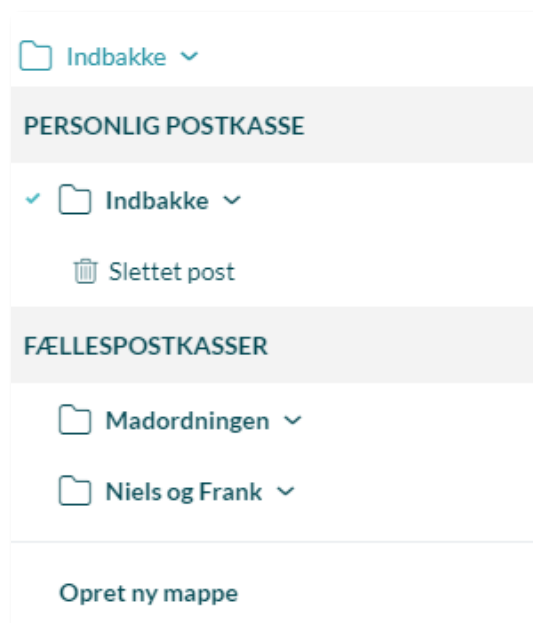 Indbakke
PERSONLIG POSTKASSE
Indbakke
Slettet post
FÆLLESPOSTKASSER
Madordningen
Niels og Frank
Opret ny mappe